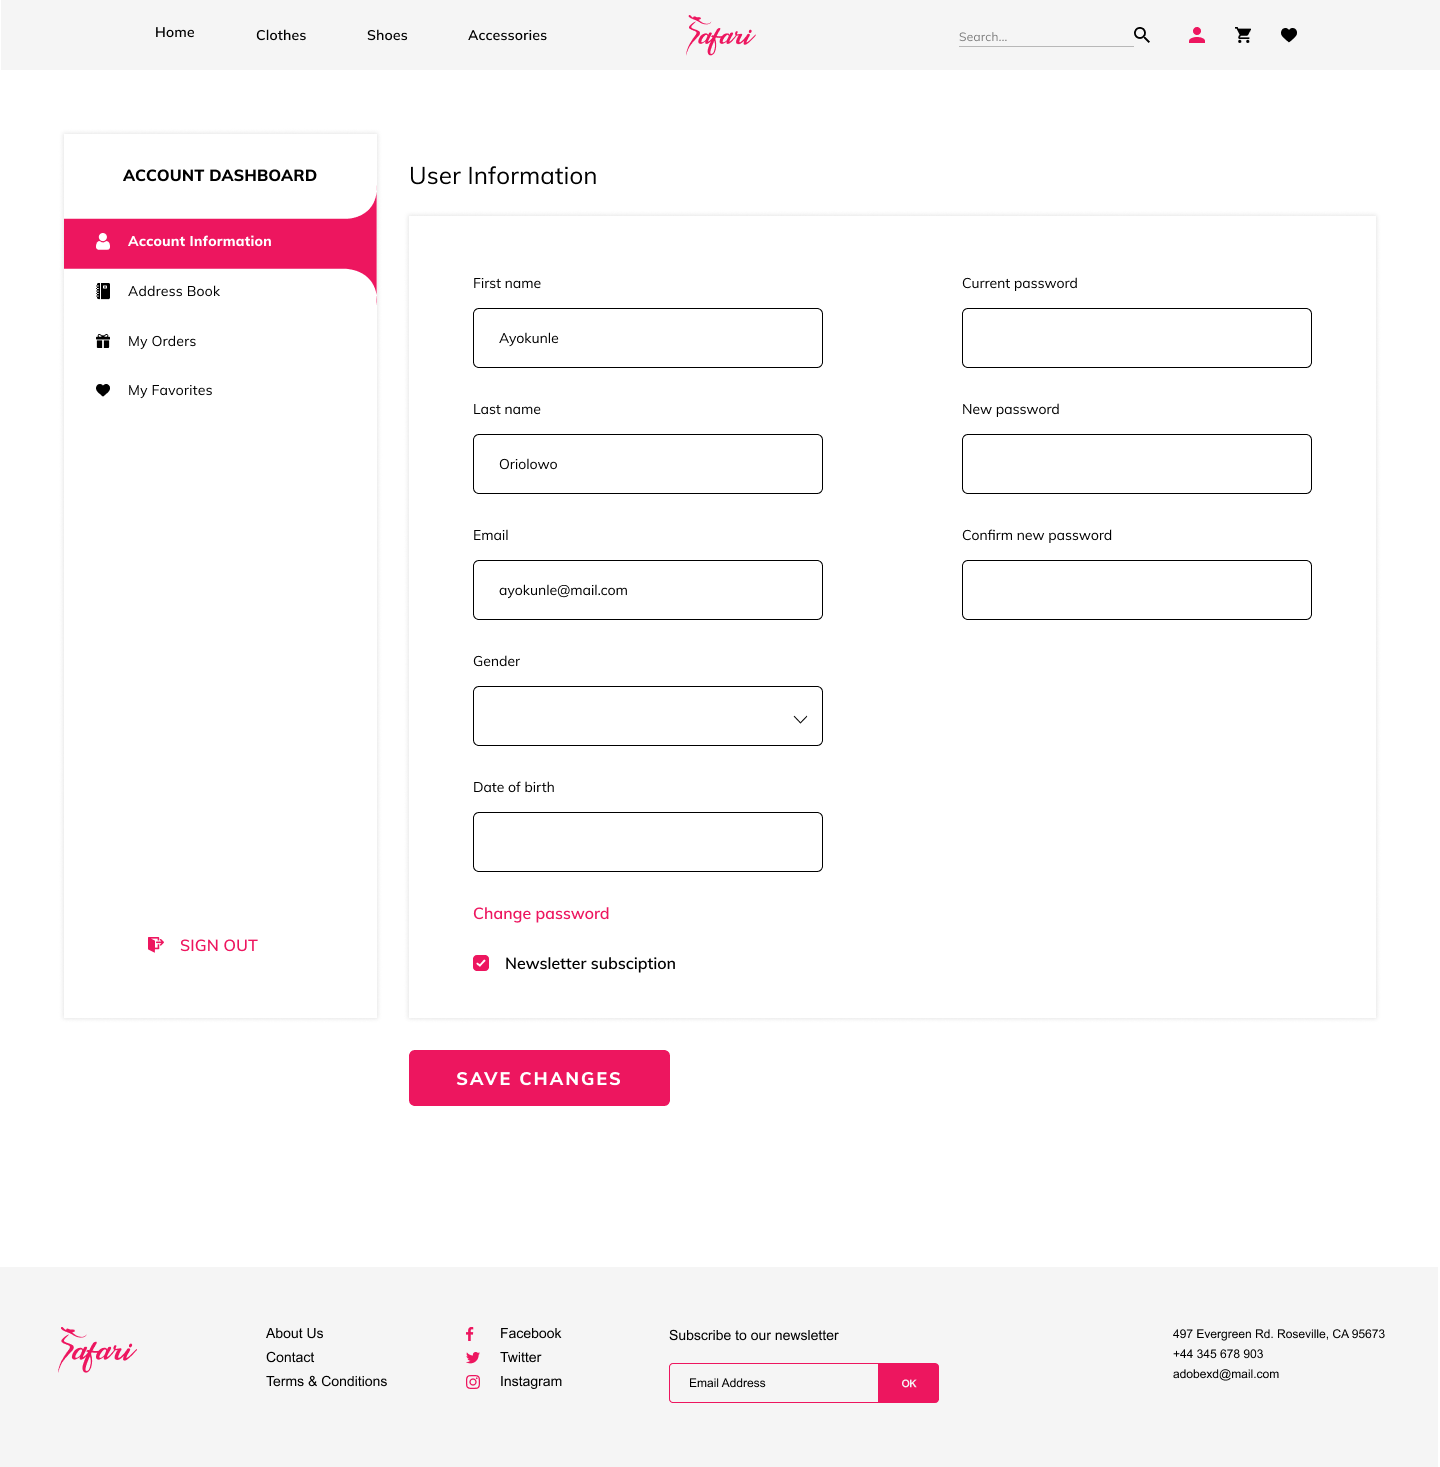 Home
Clothes
Shoes
Accessories
Safari
Search...
ACCOUNT DASHBOARD
Account Information
Address Book
My Orders
My Favorites
SIGN OUT
User Information
First name
Ayokunle
Last name
Oriolowo
Email
ayokunle@mail.com
Gender
Date of birth
Change password
Newsletter subsciption
Current password
New password
Confirm new password
SAVE CHANGES
Safari
About Us
Contact
Terms & Conditions
Facebook
Twitter
Instagram
Subscribe to our newsletter
Email Address
OK
497 Evergreen Rd. Roseville, CA 95673
+44 345 678 903
adobexd@mail.com